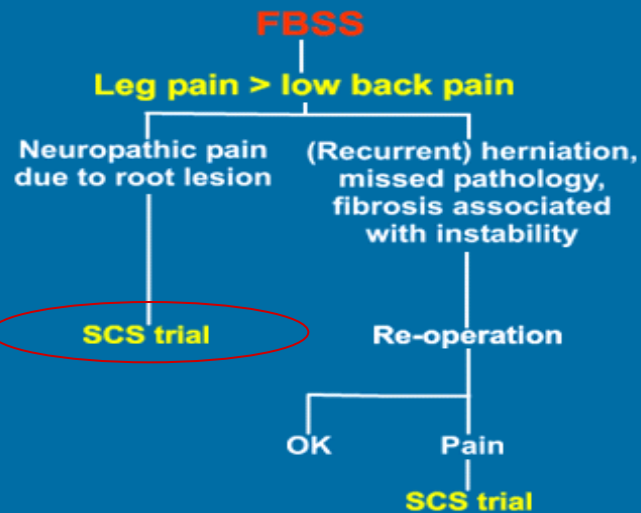 FBSS
Leg pain > low back pain
Neuropathic pain
due to root lesion
(Recurrent) herniation,
missed pathology,
fibrosis associated
with instability
SCS trial
Re-operation
OK
Pain
SCS trial